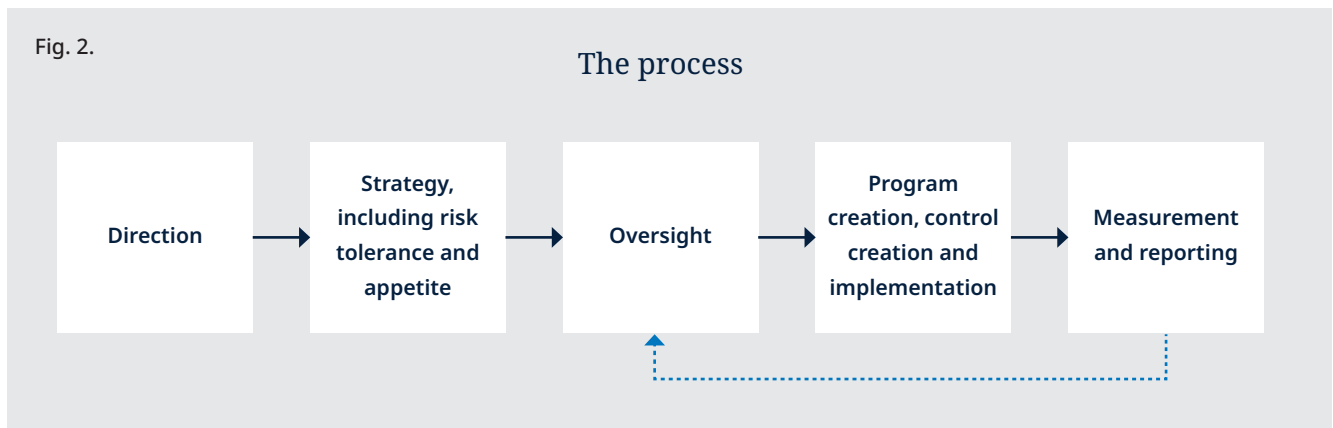 Fig. 2.
The process
Direction
Strategy,
including risk
tolerance and
appetite
Oversight
Program
creation, control
creation and
implementation
Measurement
and reporting